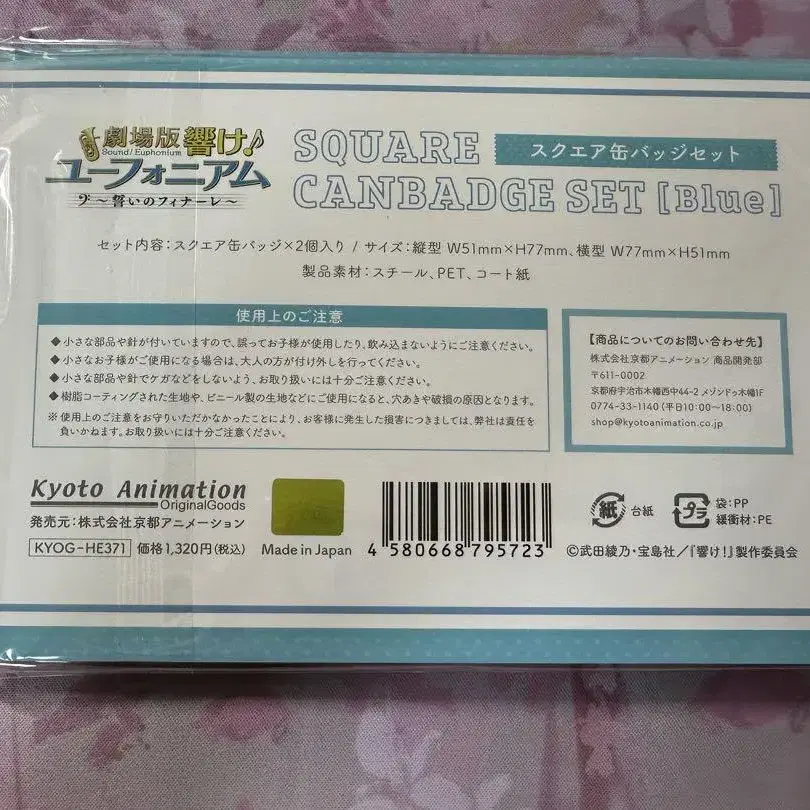 劇場版 響け!
Sound! Euphonium
ユーフォニアム
〜誓いのフィナーレ〜
SQUARE
スクエア缶バッジセット
CANBADGE SET [Blue]
セット内容:スクエア缶バッジ×2個入り / サイズ:縦型 W51mm×H77mm、横型 W77mm×H51mm
製品素材:スチール、PET、コート紙
使用上のご注意
◆小さな部品や針が付いていますので、誤ってお子様が使用したり、飲み込まないようにご注意ください。
◆小さなお子様がご使用になる場合は、大人の方が付け外しを行ってください。
◆小さな部品や針でケガなどをしないよう、お取り扱いには十分ご注意ください。
◆樹脂コーティングされた生地や、ビニール製の生地などにご使用になると、穴あきや破損の原因となります。
※使用上のご注意をお守りいただかなかったことにより、お客様に発生した損害につきましては、弊社は責任を
負いかねます。お取り扱いには十分ご注意ください。
【商品についてのお問い合わせ先】
株式会社京都アニメーション 商品開発部
〒611-0002
京都府宇治市木幡西中44-2 メゾンドゥ木幡1F
0774-33-1140(平日10:00〜18:00)
shop@kyotoanimation.co.jp
Kyoto Animation
OriginalGoods
発売元:株式会社京都アニメーション
KYOG-HE371 価格1,320円(税込)
Made in Japan
4 580668 795723
紙 台紙
プラ 袋:PP
緩衝材:PE
©武田綾乃・宝島社/『響け!』製作委員会